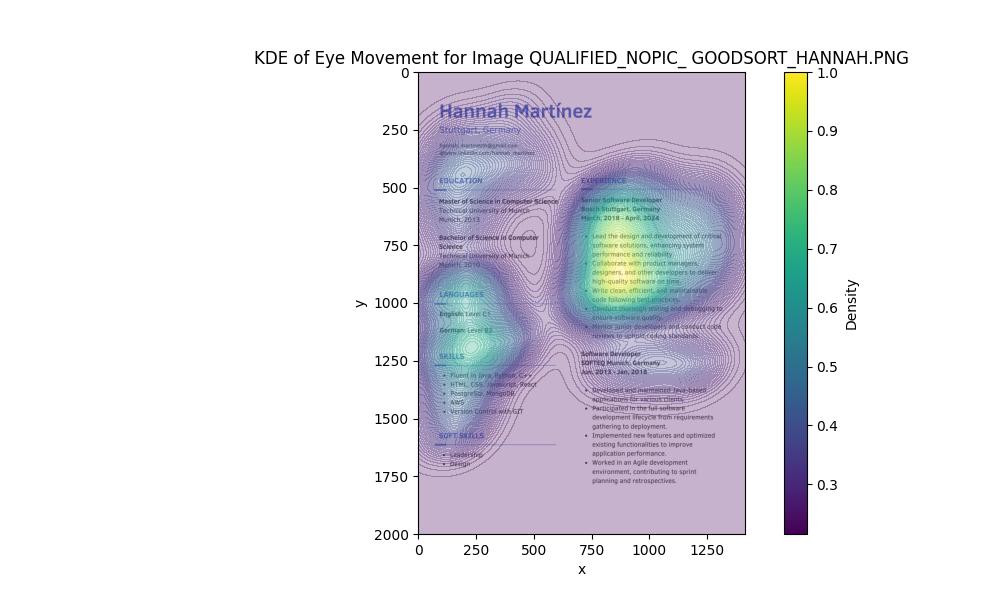 KDE of Eye Movement for Image QUALIFIED_NOPIC_ GOODSORT_HANNAH.PNG
0
250
500
750
1000
1250
1500
1750
2000
y
0
250
500
750
1000
1250
x
1.0
0.9
0.8
0.7
0.6
0.5
0.4
0.3
Density
Hannah Martínez
Stuttgart, Germany
EDUCATION
Master of Science in Computer Science
Technical University of Munich
Munich, 2013
Bachelor of Science in Computer
Science
Technical University of Munich
Munich, 2010
LANGUAGES
English: Level C1
German: Level B2
SKILLS
• Fluent in Java, Python, C++
• HTML, CSS, Javascript, React
• PostgreSql, MongoDB
• AWS
• Version Control with GIT
SOFT SKILLS
• Leadership
• Design
EXPERIENCE
Senior Software Developer
Bosch Stuttgart, Germany
March, 2018 - April, 2024
• Lead the design and development of critical
software solutions, enhancing system
performance and reliability.
• Collaborate with product managers,
designers, and other developers to deliver
high-quality software on time.
• Write clean, efficient, and maintainable
code following best practices.
• Conduct thorough testing and debugging to
ensure software quality.
• Mentor junior developers and conduct code
reviews to uphold coding standards.
Software Developer
SOFTEQ Munich, Germany
Jun, 2013 - Jan, 2018
• Developed and maintained Java-based
applications for various clients.
• Participated in the full software
development lifecycle from requirements
gathering to deployment.
• Implemented new features and optimized
existing functionalities to improve
application performance.
• Worked in an Agile development
environment, contributing to sprint
planning and retrospectives.